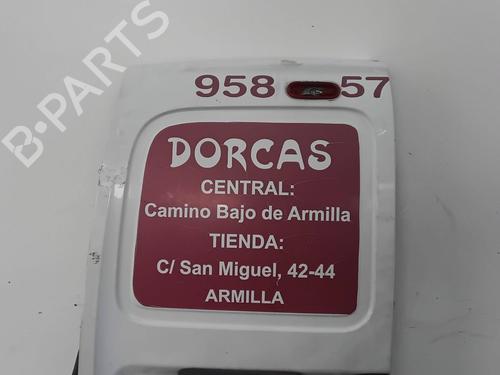 B-PARTS
958 57
DORCAS
CENTRAL:
Camino Bajo de Armilla
TIENDA:
C/ San Miguel, 42-44
ARMILLA